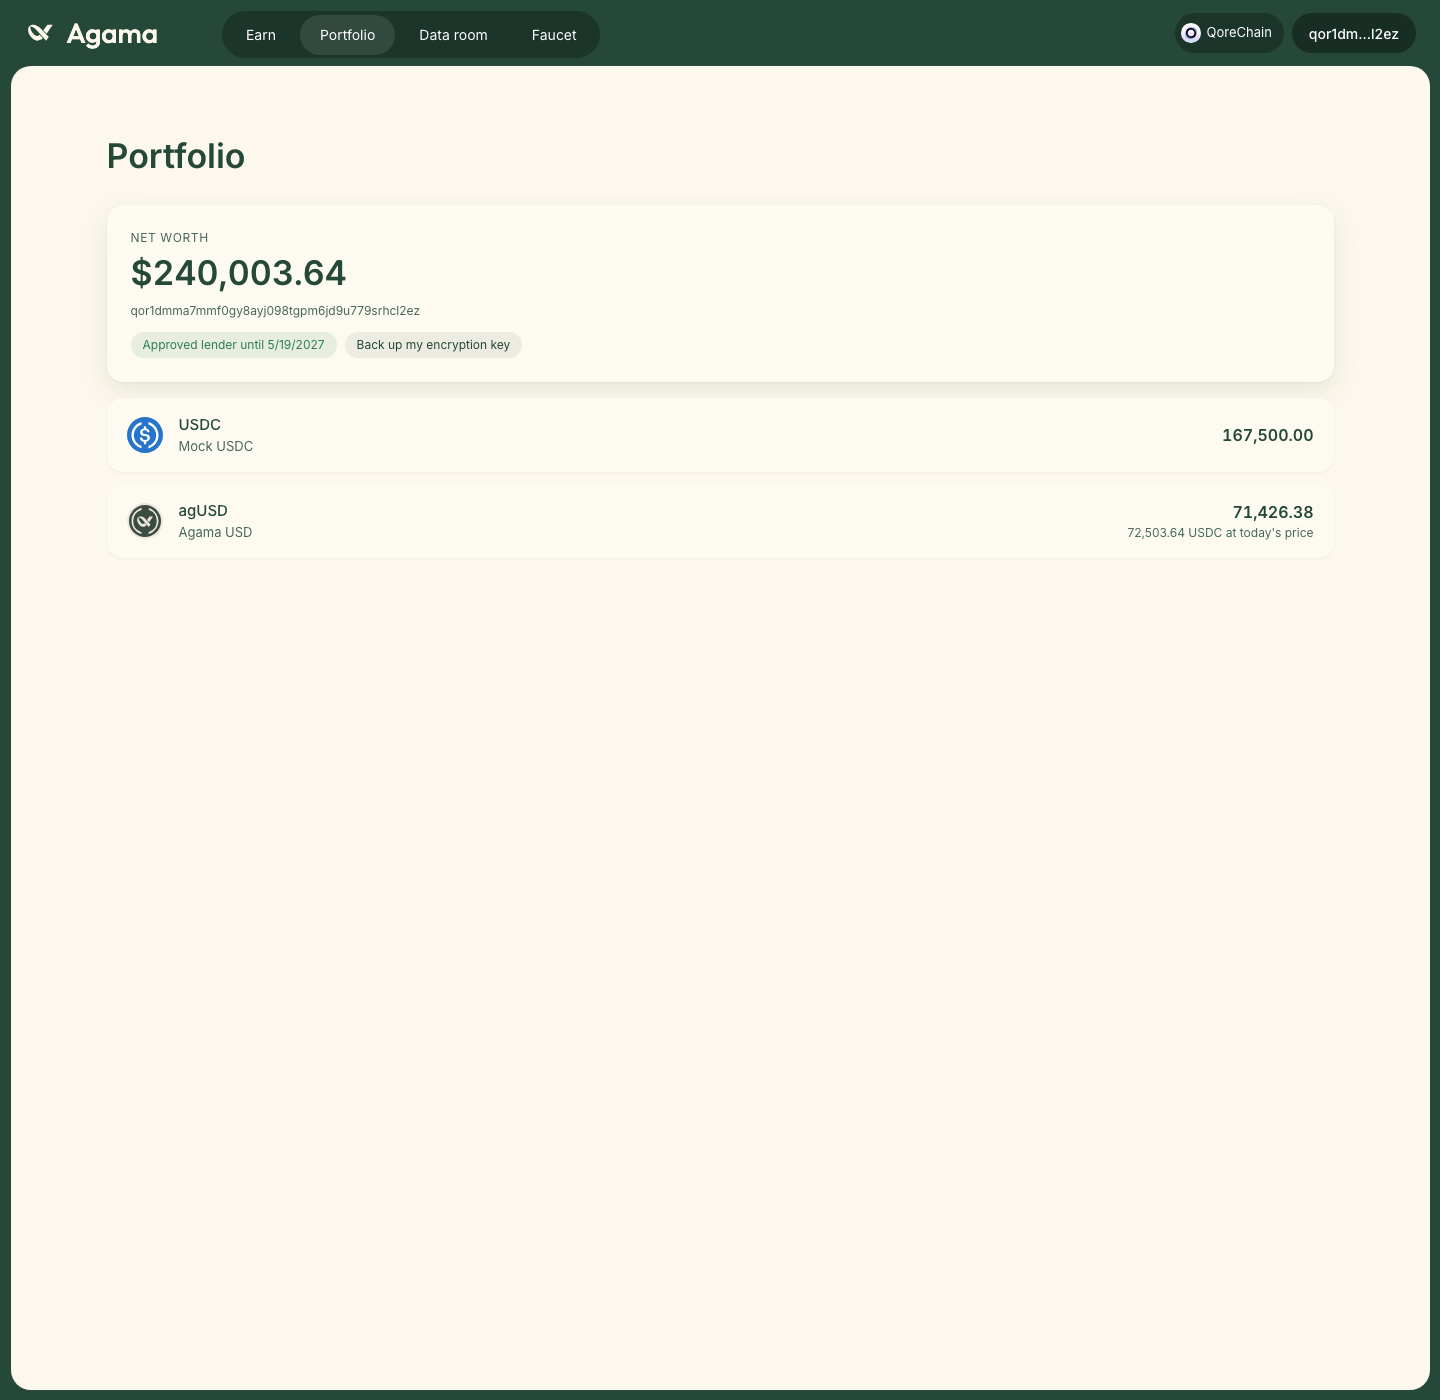 Agama
Earn
Portfolio
Data room
Faucet
QoreChain
qor1dm...l2ez
Portfolio
NET WORTH
$240,003.64
qor1dmma7mmf0gy8ayj098tgpm6jd9u779srhcl2ez
Approved lender until 5/19/2027
Back up my encryption key
USDC
Mock USDC
167,500.00
agUSD
Agama USD
71,426.38
72,503.64 USDC at today's price